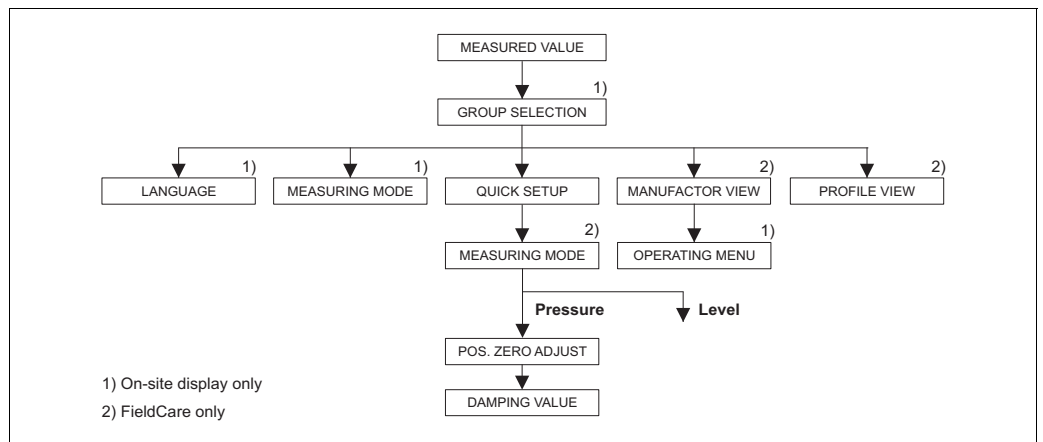 MEASURED VALUE
1)
GROUP SELECTION
1)
LANGUAGE
1)
MEASURING MODE
QUICK SETUP
2)
MANUFACTOR VIEW
2)
PROFILE VIEW
2)
MEASURING MODE
1)
OPERATING MENU
Pressure
Level
POS. ZERO ADJUST
DAMPING VALUE
1) On-site display only
2) FieldCare only